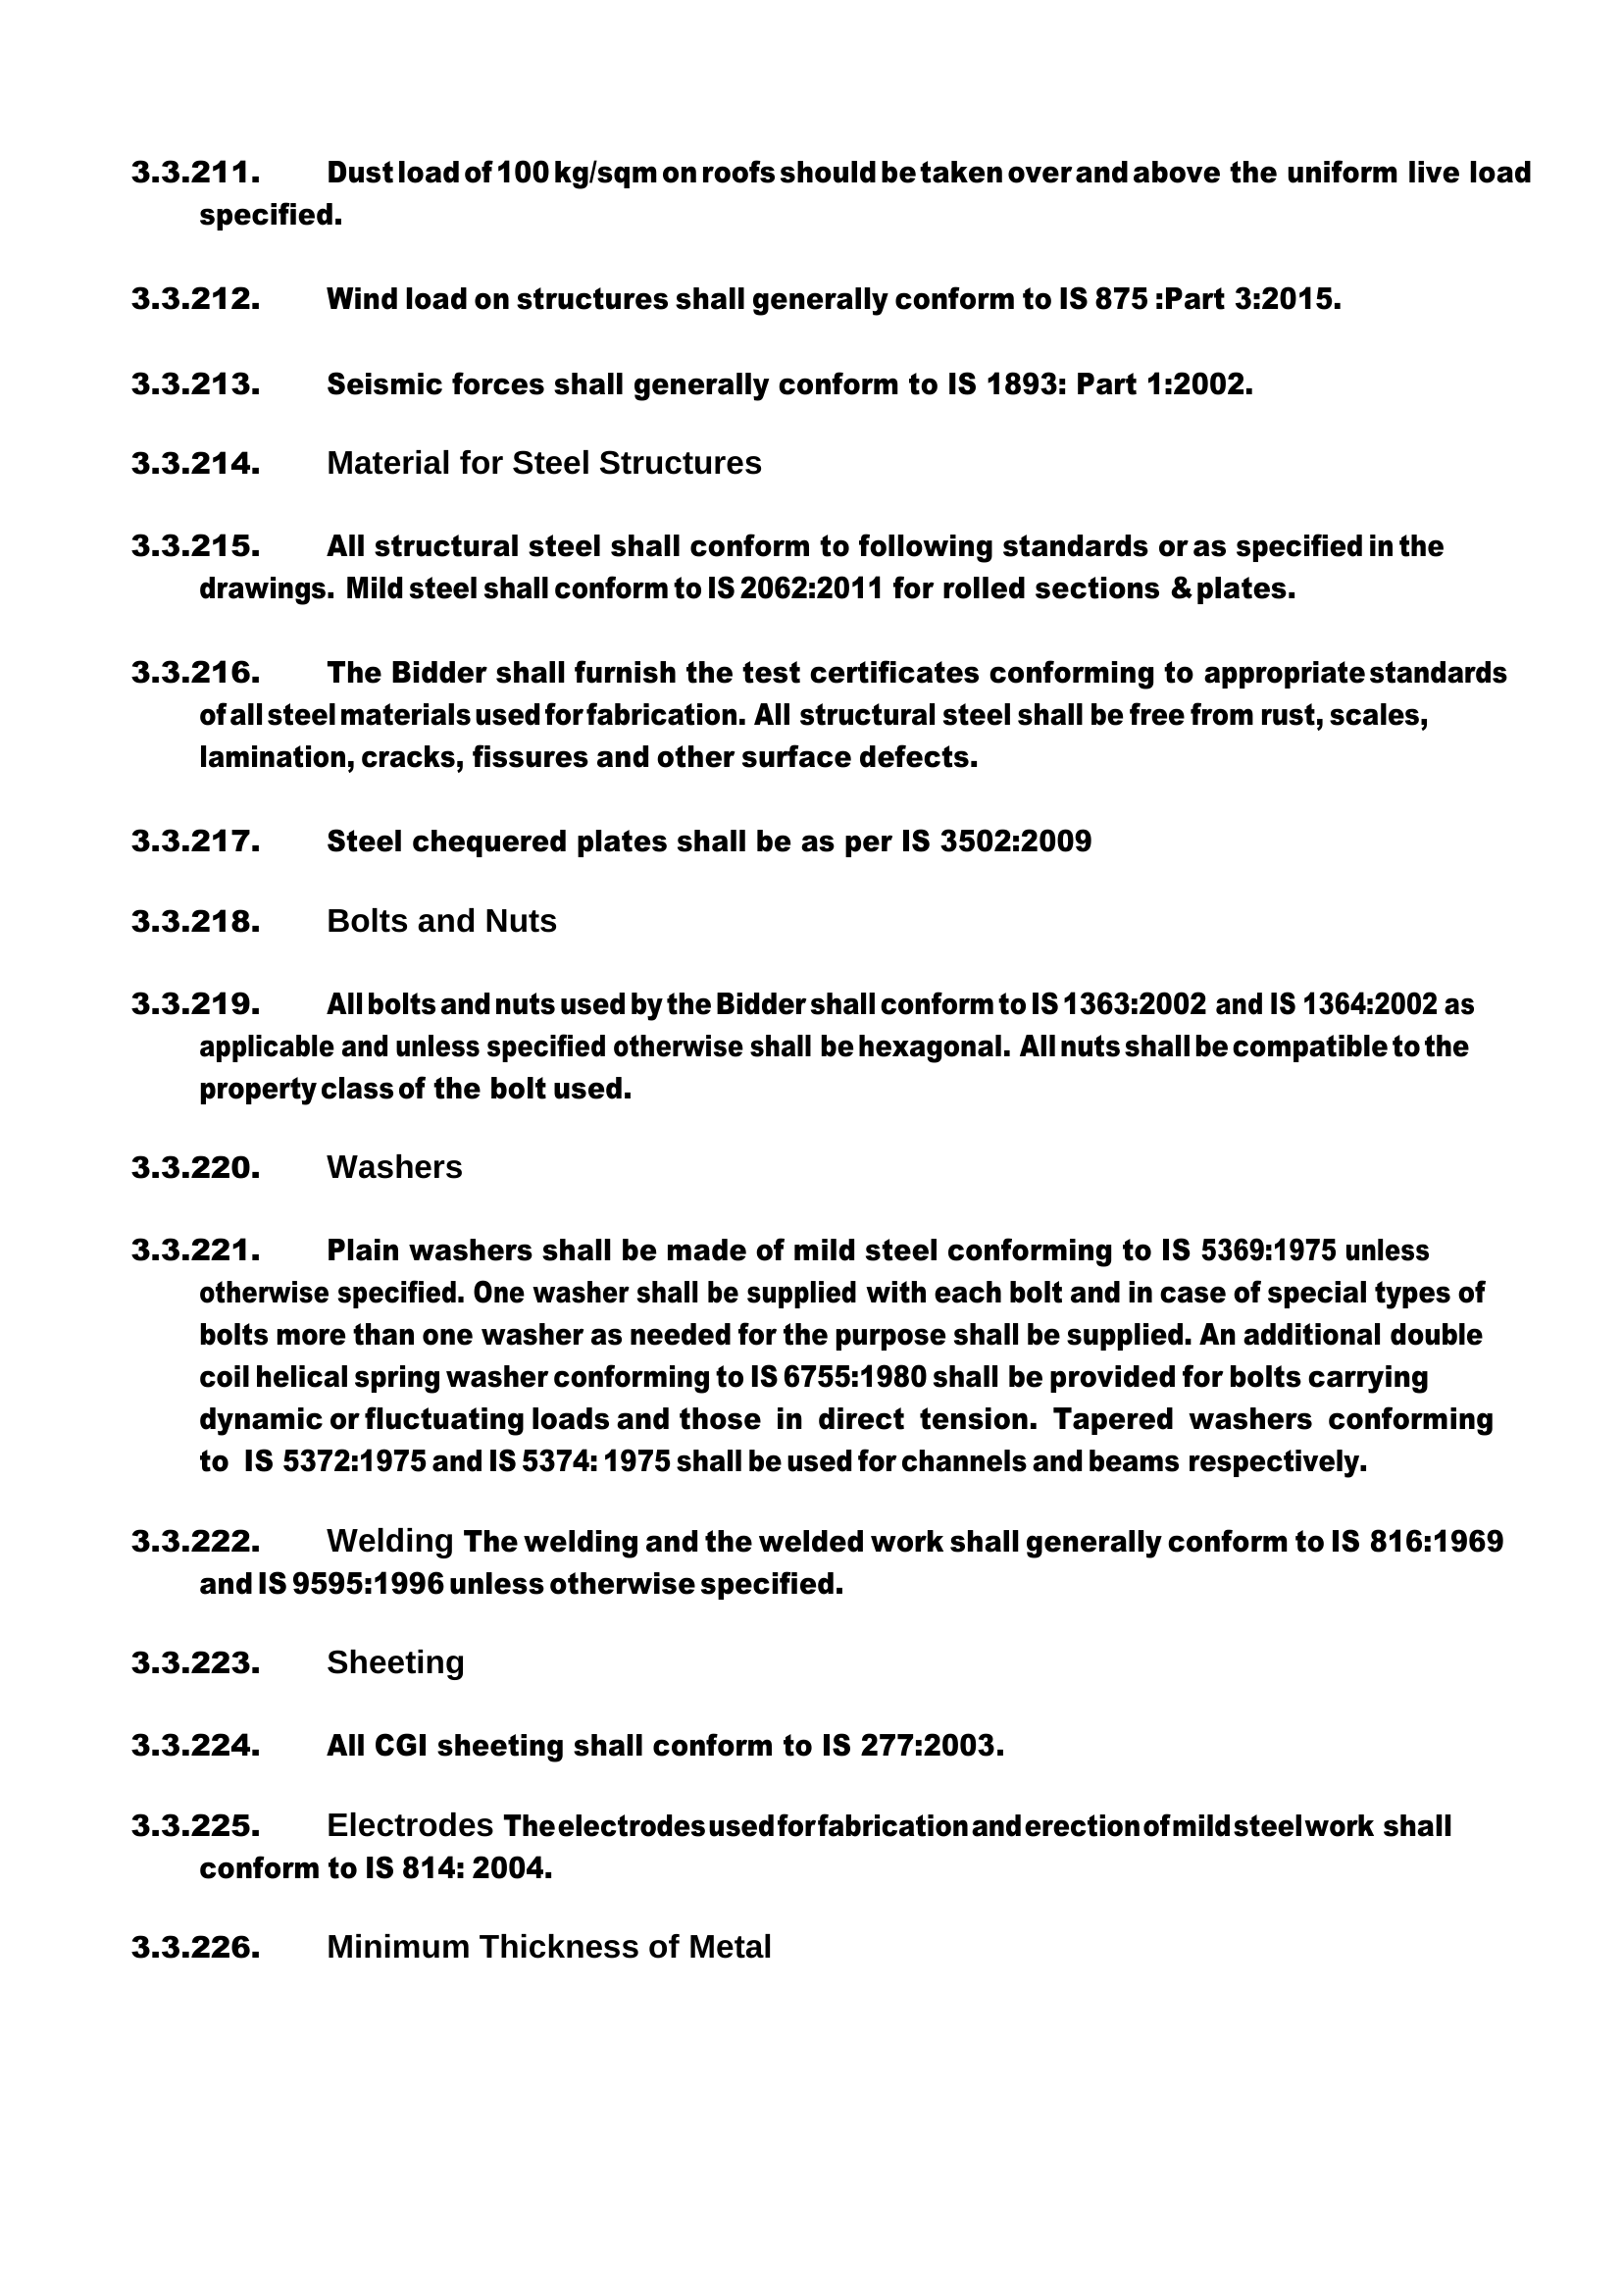 3.3.211. Dust load of 100 kg/sqm on roofs should be taken over and above the uniform live load
specified.
3.3.212. Wind load on structures shall generally conform to IS 875 :Part 3:2015.
3.3.213. Seismic forces shall generally conform to IS 1893: Part 1:2002.
3.3.214. Material for Steel Structures
3.3.215. All structural steel shall conform to following standards or as specified in the
drawings. Mild steel shall conform to IS 2062:2011 for rolled sections & plates.
3.3.216. The Bidder shall furnish the test certificates conforming to appropriate standards
of all steel materials used for fabrication. All structural steel shall be free from rust, scales,
lamination, cracks, fissures and other surface defects.
3.3.217. Steel chequered plates shall be as per IS 3502:2009
3.3.218. Bolts and Nuts
3.3.219. All bolts and nuts used by the Bidder shall conform to IS 1363:2002 and IS 1364:2002 as
applicable and unless specified otherwise shall be hexagonal. All nuts shall be compatible to the
property class of the bolt used.
3.3.220. Washers
3.3.221. Plain washers shall be made of mild steel conforming to IS 5369:1975 unless
otherwise specified. One washer shall be supplied with each bolt and in case of special types of
bolts more than one washer as needed for the purpose shall be supplied. An additional double
coil helical spring washer conforming to IS 6755:1980 shall be provided for bolts carrying
dynamic or fluctuating loads and those in direct tension. Tapered washers conforming
to IS 5372:1975 and IS 5374: 1975 shall be used for channels and beams respectively.
3.3.222. Welding The welding and the welded work shall generally conform to IS 816:1969
and IS 9595:1996 unless otherwise specified.
3.3.223. Sheeting
3.3.224. All CGI sheeting shall conform to IS 277:2003.
3.3.225. Electrodes The electrodes used for fabrication and erection of mild steel work shall
conform to IS 814: 2004.
3.3.226. Minimum Thickness of Metal